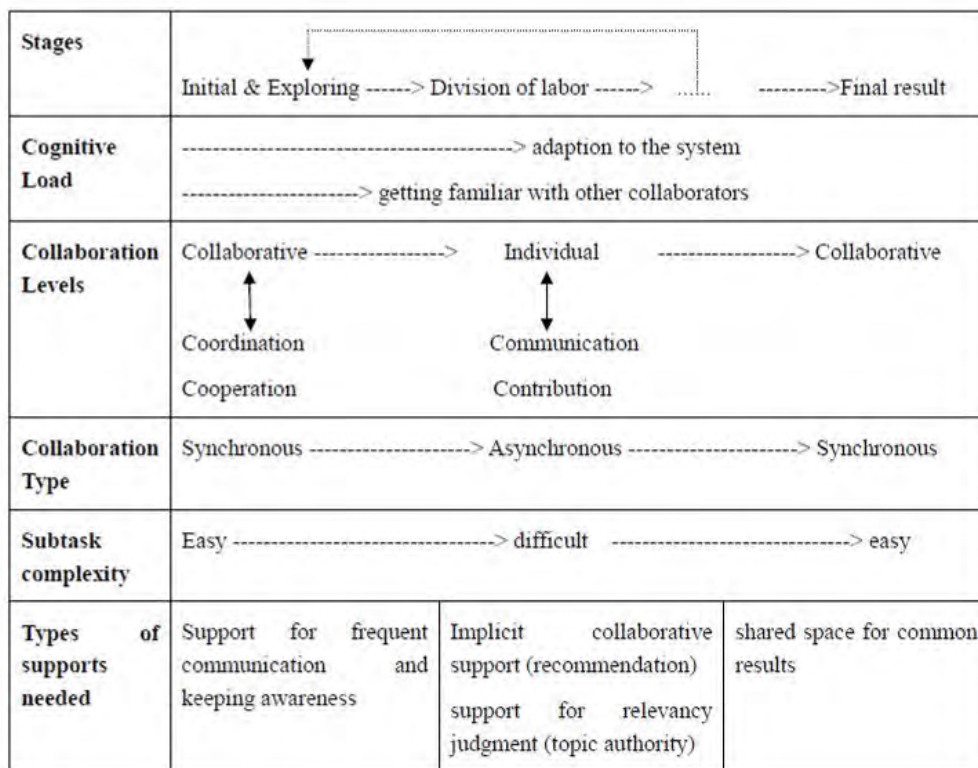 Stages
Initial & Exploring ------> Division of labor ------> ...... --------->Final result
Cognitive
Load
-----------------------------------> adaption to the system
--------------------> getting familiar with other collaborators
Collaboration
Levels
Collaborative --------------> Individual ----------------> Collaborative
Coordination Communication
Cooperation Contribution
Collaboration
Type
Synchronous -----------------> Asynchronous ------------------> Synchronous
Subtask
complexity
Easy-----------------------------> difficult --------------------------> easy
Types of
supports
needed
Support for frequent
communication and
keeping awareness
Implicit collaborative
support (recommendation)
support for relevancy
judgment (topic authority)
shared space for common
results